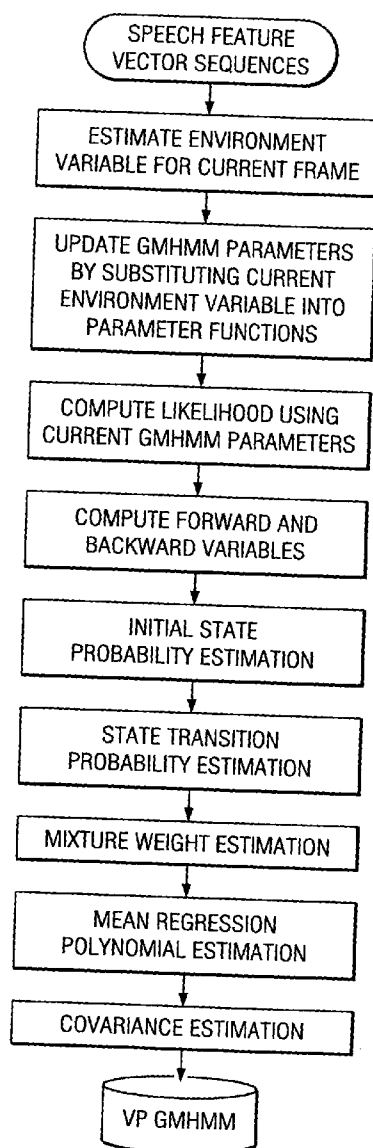 SPEECH FEATURE
VECTOR SEQUENCES
ESTIMATE ENVIRONMENT
VARIABLE FOR CURRENT FRAME
UPDATE GMHMM PARAMETERS
BY SUBSTITUTING CURRENT
ENVIRONMENT VARIABLE INTO
PARAMETER FUNCTIONS
COMPUTE LIKELIHOOD USING
CURRENT GMHMM PARAMETERS
COMPUTE FORWARD AND
BACKWARD VARIABLES
INITIAL STATE
PROBABILITY ESTIMATION
STATE TRANSITION
PROBABILITY ESTIMATION
MIXTURE WEIGHT ESTIMATION
MEAN REGRESSION
POLYNOMIAL ESTIMATION
COVARIANCE ESTIMATION
VP GMHMM